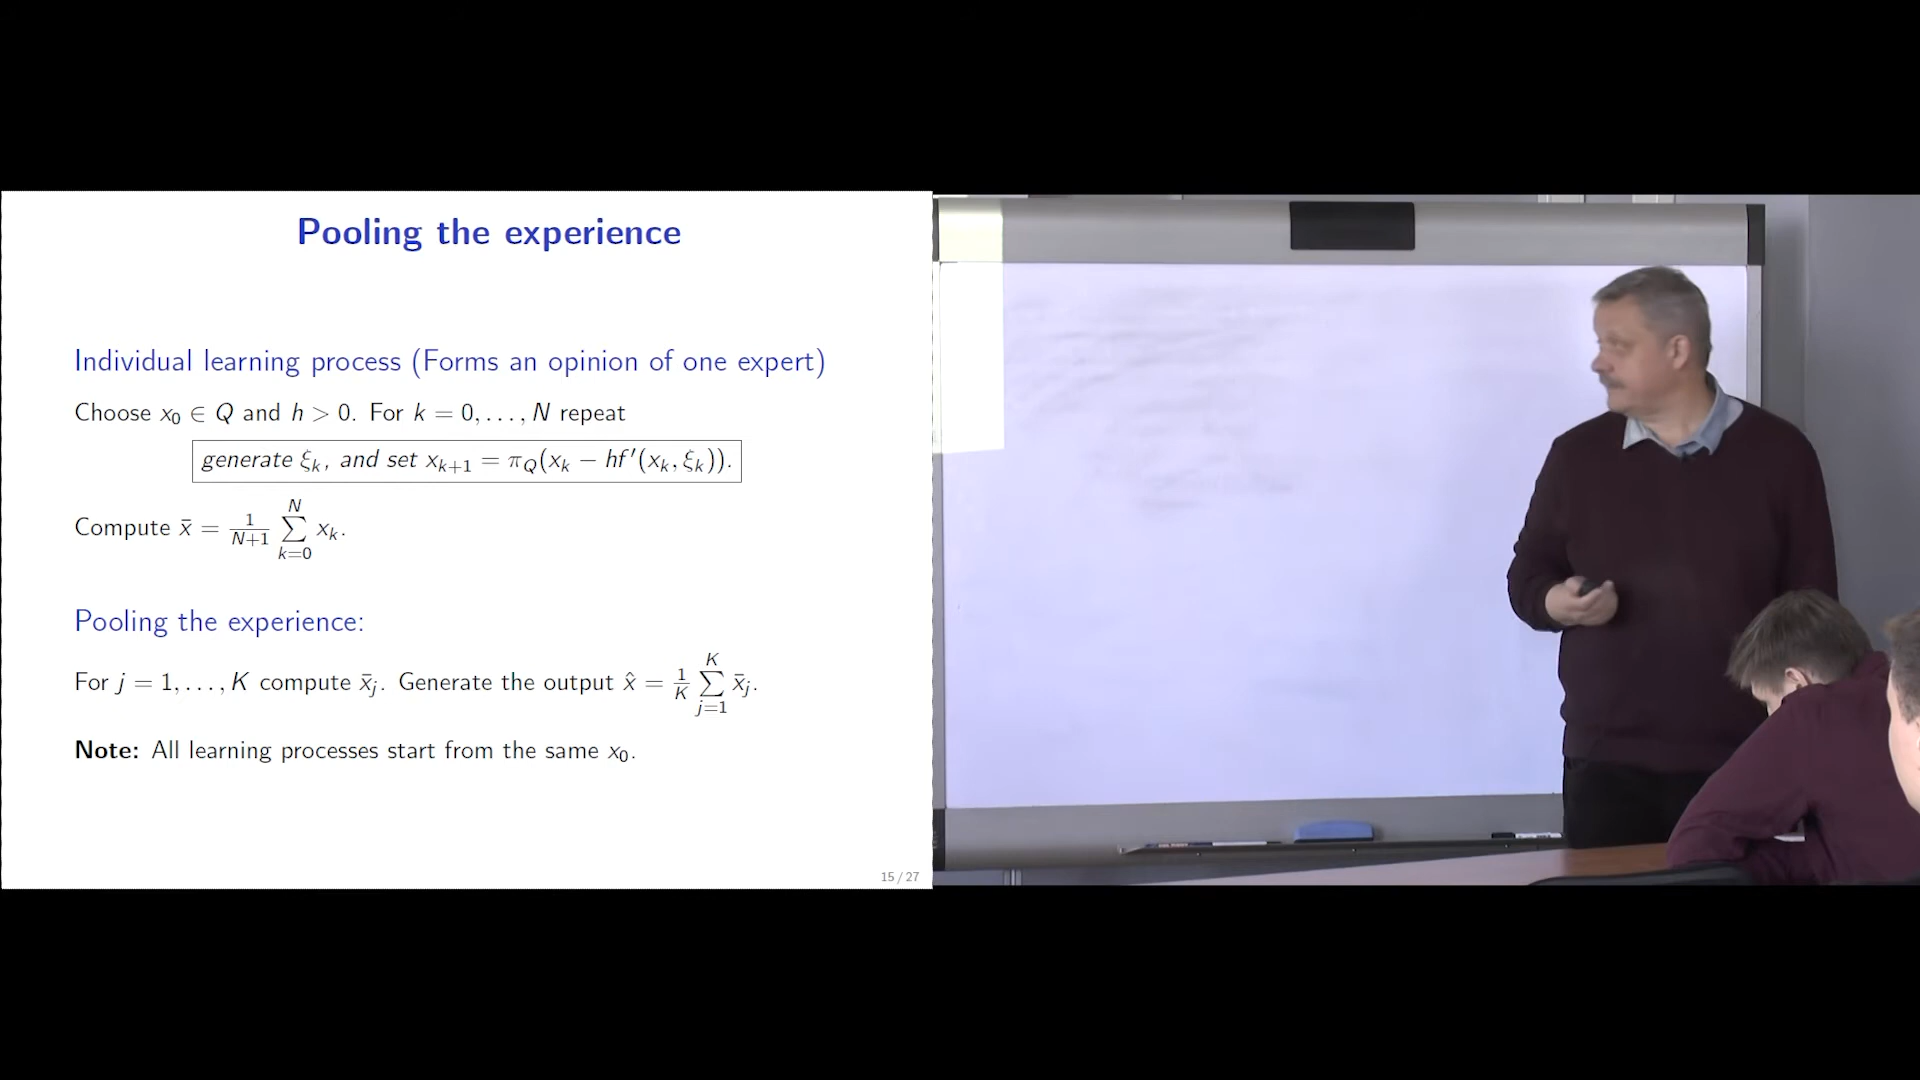 Pooling the experience
Individual learning process (Forms an opinion of one expert)
Choose x₀ ∈ Q and h > 0. For k = 0, . . . , N repeat
generate ξₖ, and set xₖ₊₁ = π_Q(xₖ − hf′(xₖ, ξₖ)).
Compute x̄ = 1/(N+1) ∑_{k=0}^{N} xₖ.
Pooling the experience:
For j = 1, . . . , K compute x̄ⱼ. Generate the output x̂ = 1/K ∑_{j=1}^{K} x̄ⱼ.
Note: All learning processes start from the same x₀.
15 / 27